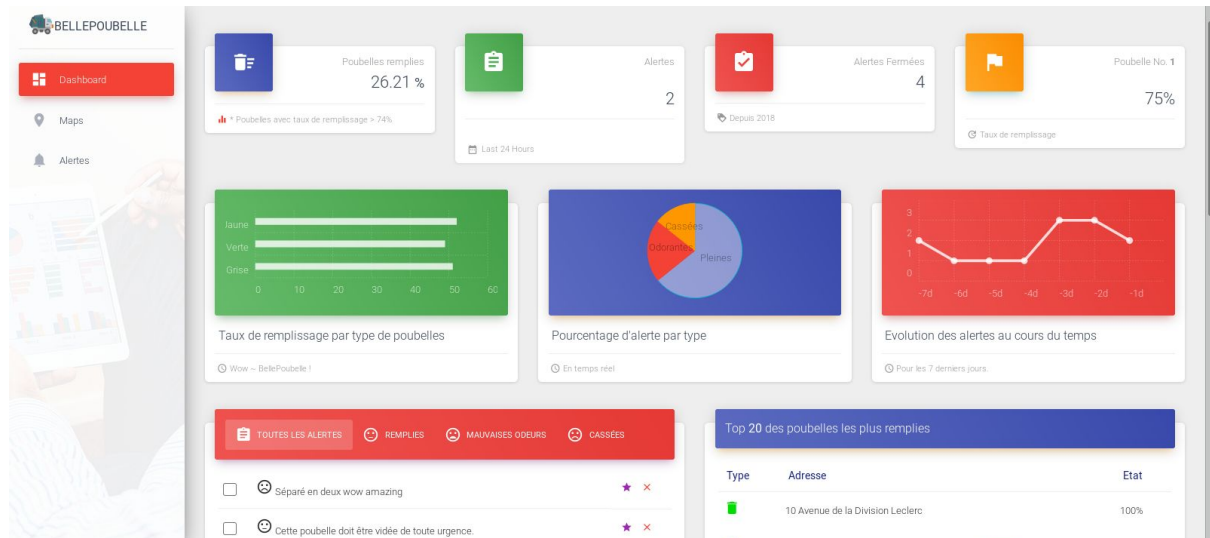 BELLEPOUBELLE
Dashboard
Maps
Alertes
Poubelles remplies
26.21 %
* Poubelles avec taux de remplissage > 74%
Alertes
2
Last 24 Hours
Alertes Fermées
4
Depuis 2018
Poubelle No. 1
75%
Taux de remplissage
Jaune
Verte
Grise
0 10 20 30 40 50 60
Taux de remplissage par type de poubelles
Wow ~ BellePoubelle !
Cassées
Odorantes
Pleines
Pourcentage d'alerte par type
En temps réel
3
2
1
0
-7d -6d -5d -4d -3d -2d -1d
Evolution des alertes au cours du temps
Pour les 7 derniers jours
TOUTES LES ALERTES REMPLIES MAUVAISES ODEURS CASSÉES
Séparé en deux wow amazing
Cette poubelle doit être vidée de toute urgence.
Top 20 des poubelles les plus remplies
Type Adresse Etat
10 Avenue de la Division Leclerc 100%